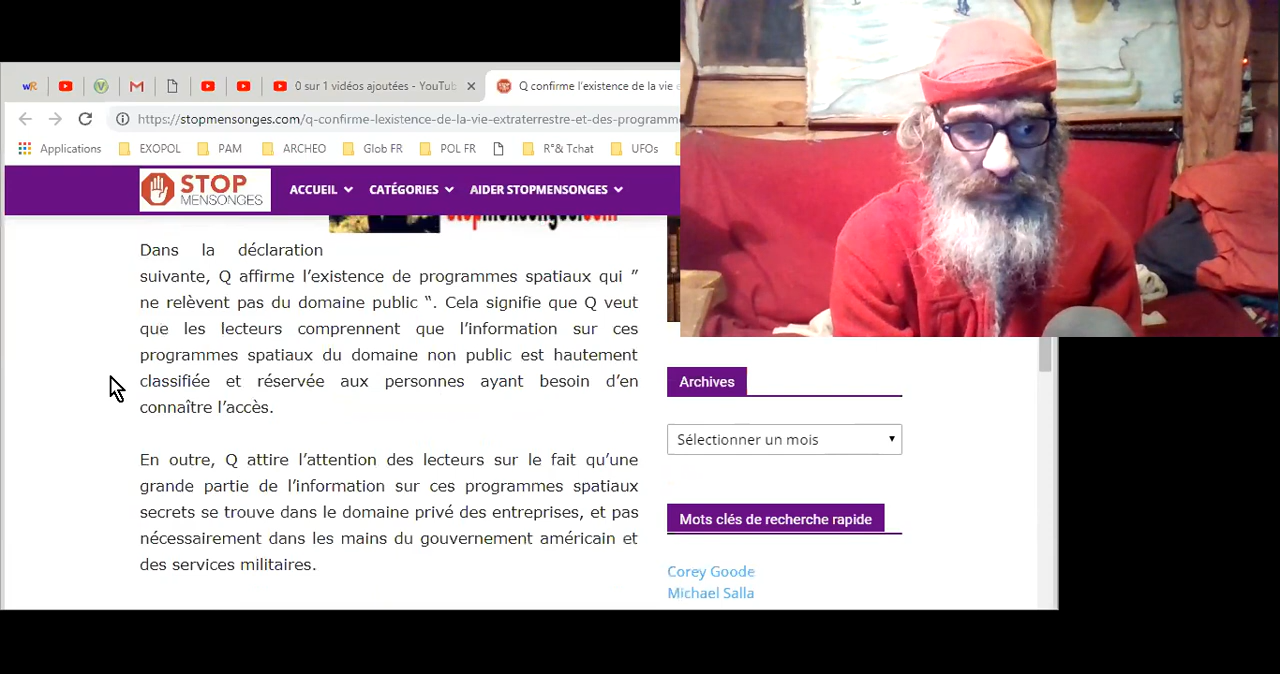 wR
0 sur 1 vidéos ajoutées - YouTu
Q confirme l'existence de la vie e
https://stopmensonges.com/q-confirme-lexistence-de-la-vie-extraterrestre-et-des-programm
Applications EXOPOL PAM ARCHEO Glob FR POL FR R°& Tchat UFOs
STOP
MENSONGES
ACCUEIL CATÉGORIES AIDER STOPMENSONGES
Dans la déclaration
suivante, Q affirme l’existence de programmes spatiaux qui ”
ne relèvent pas du domaine public “. Cela signifie que Q veut
que les lecteurs comprennent que l’information sur ces
programmes spatiaux du domaine non public est hautement
classifiée et réservée aux personnes ayant besoin d’en
connaître l’accès.
En outre, Q attire l’attention des lecteurs sur le fait qu’une
grande partie de l’information sur ces programmes spatiaux
secrets se trouve dans le domaine privé des entreprises, et pas
nécessairement dans les mains du gouvernement américain et
des services militaires.
Archives
Sélectionner un mois
Mots clés de recherche rapide
Corey Goode
Michael Salla